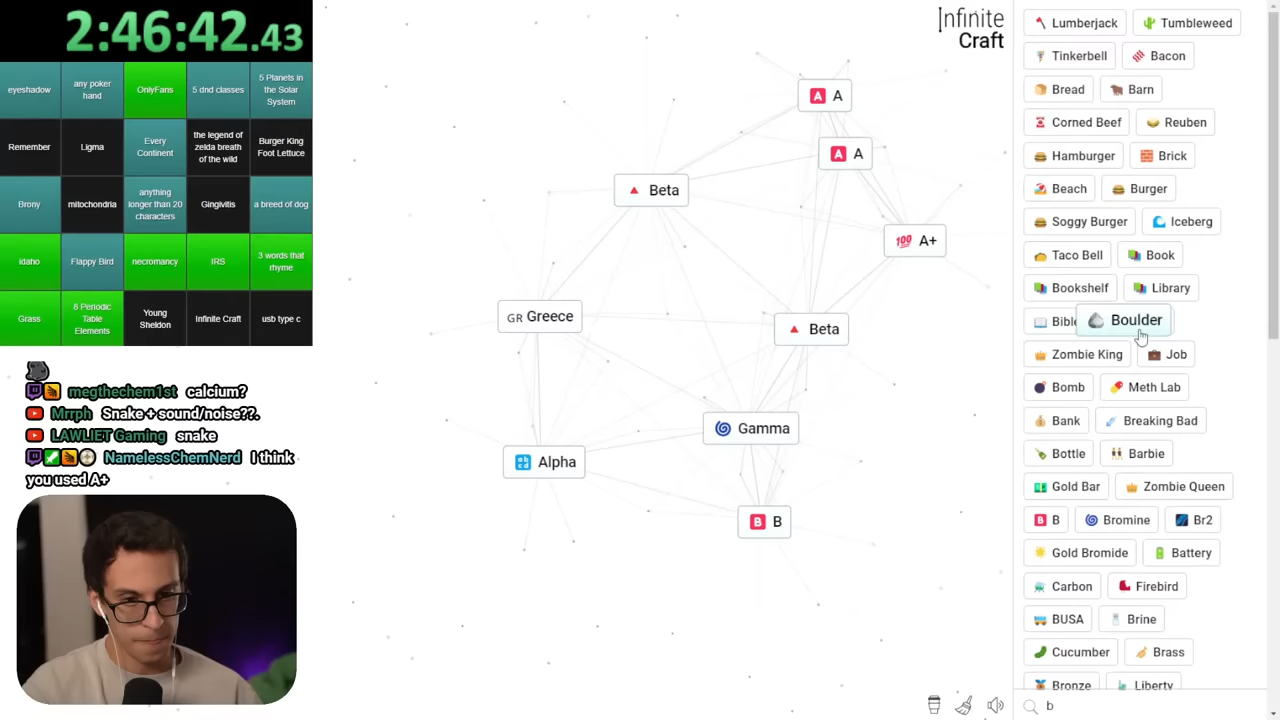 2:46:42.43
eyeshadow
any poker
hand
OnlyFans
5 dnd classes
5 Planets in
the Solar
System
Remember
Ligma
Every
Continent
the legend of
zelda breath
of the wild
Burger King
Foot Lettuce
Brony
mitochondria
anything
longer than 20
characters
Gingivitis
a breed of dog
idaho
Flappy Bird
necromancy
IRS
3 words that
rhyme
Grass
8 Periodic
Table
Elements
Young
Sheldon
Infinite Craft
usb type c
megthechem1st calcium?
Mrrph Snake + sound/noise??.
LAWLIET Gaming snake
NamelessChemNerd I think
you used A+
Infinite
Craft
A
A
Beta
A+
GR Greece
Beta
Gamma
Alpha
B
Lumberjack Tumbleweed
Tinkerbell Bacon
Bread Barn
Corned Beef Reuben
Hamburger Brick
Beach Burger
Soggy Burger Iceberg
Taco Bell Book
Bookshelf Library
Bible Boulder
Zombie King Job
Bomb Meth Lab
Bank Breaking Bad
Bottle Barbie
Gold Bar Zombie Queen
B Bromine Br2
Gold Bromide Battery
Carbon Firebird
BUSA Brine
Cucumber Brass
Bronze Liberty
b